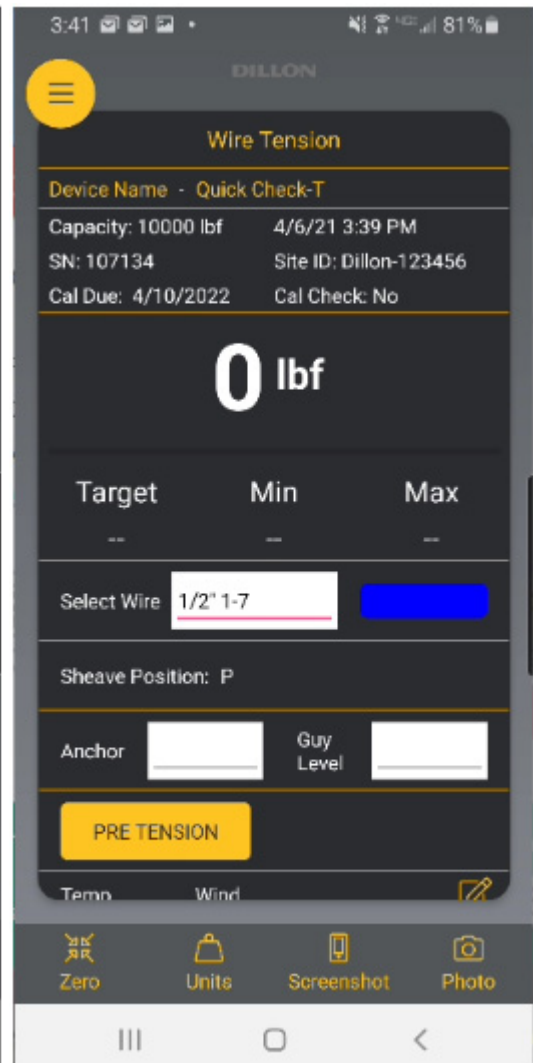 3:41 81%
DILLON
Wire Tension
Device Name - Quick Check-T
Capacity: 10000 lbf 4/6/21 3:39 PM
SN: 107134 Site ID: Dillon-123456
Cal Due: 4/10/2022 Cal Check: No
0 lbf
Target Min Max
-- -- --
Select Wire 1/2" 1-7
Sheave Position: P
Anchor Guy Level
PRE TENSION
Temp Wind
Zero Units Screenshot Photo